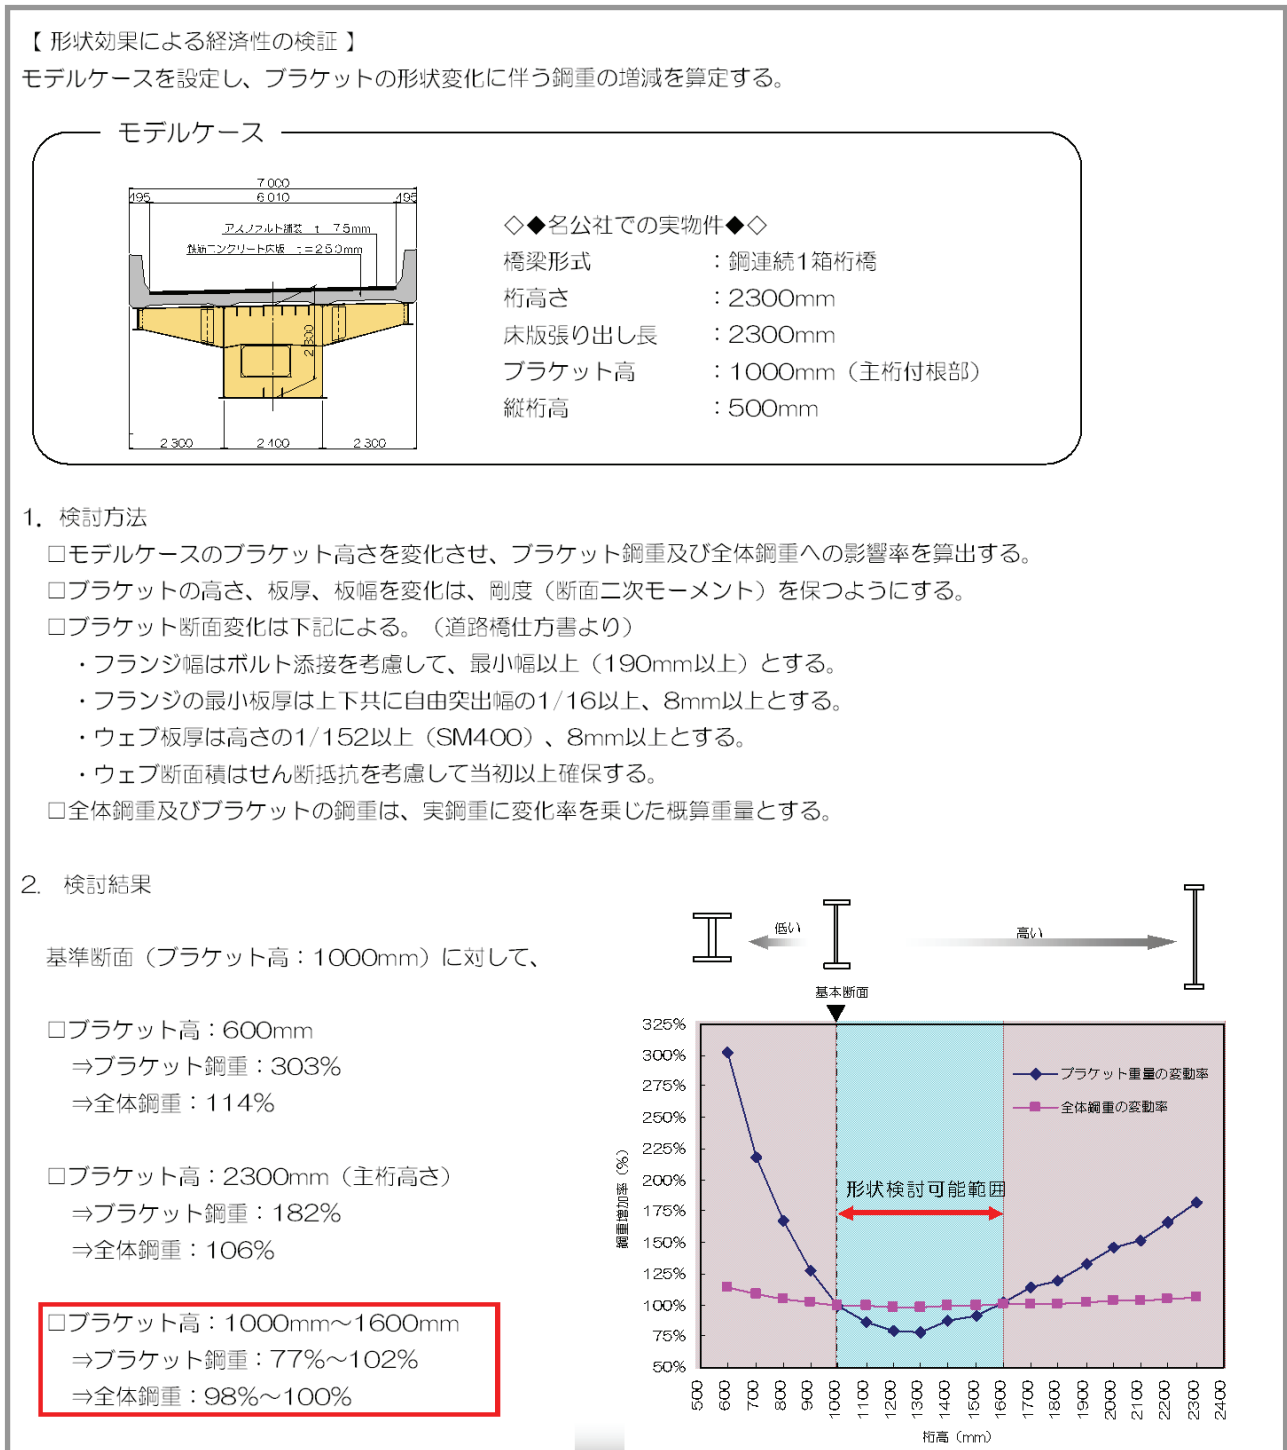 【 形状効果による経済性の検証 】
モデルケースを設定し、ブラケットの形状変化に伴う鋼重の増減を算定する。
モデルケース
7 000
495
6 010
495
アスファルト舗装 t 75mm
鉄筋コンクリート床版 t=250mm
2 300
2 300
2 400
2 300
◇◆名公社での実物件◆◇
橋梁形式 ：鋼連続1箱桁橋
桁高さ ：2300mm
床版張り出し長 ：2300mm
ブラケット高 ：1000mm（主桁付根部）
縦桁高 ：500mm
1．検討方法
□モデルケースのブラケット高さを変化させ、ブラケット鋼重及び全体鋼重への影響率を算出する。
□ブラケットの高さ、板厚、板幅を変化は、剛度（断面二次モーメント）を保つようにする。
□ブラケット断面変化は下記による。（道路橋仕方書より）
・フランジ幅はボルト添接を考慮して、最小幅以上（190mm以上）とする。
・フランジの最小板厚は上下共に自由突出幅の1/16以上、8mm以上とする。
・ウェブ板厚は高さの1/152以上（SM400）、8mm以上とする。
・ウェブ断面積はせん断抵抗を考慮して当初以上確保する。
□全体鋼重及びブラケットの鋼重は、実鋼重に変化率を乗じた概算重量とする。
2. 検討結果
基準断面（ブラケット高：1000mm）に対して、
□ブラケット高：600mm
⇒ブラケット鋼重：303%
⇒全体鋼重：114%
□ブラケット高：2300mm（主桁高さ）
⇒ブラケット鋼重：182%
⇒全体鋼重：106%
□ブラケット高：1000mm～1600mm
⇒ブラケット鋼重：77%～102%
⇒全体鋼重：98%～100%
低い
高い
基本断面
325%
300%
275%
250%
225%
200%
175%
150%
125%
100%
75%
50%
鋼重増加率（%）
ブラケット重量の変動率
全体鋼重の変動率
形状検討可能範囲
500
600
700
800
900
1000
1100
1200
1300
1400
1500
1600
1700
1800
1900
2000
2100
2200
2300
2400
桁高（mm）